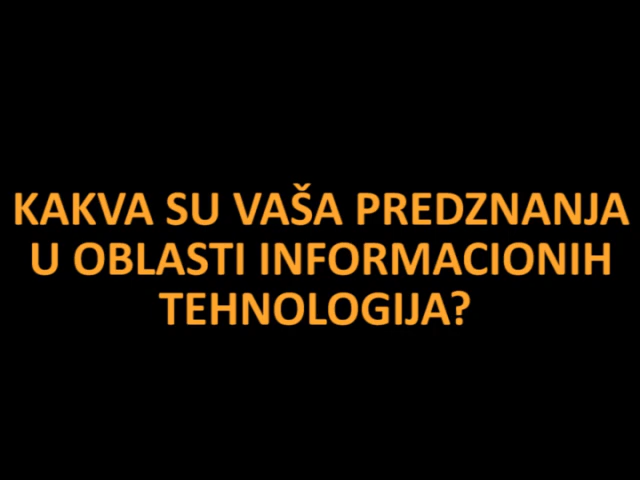 KAKVA SU VAŠA PREDZNANJA
U OBLASTI INFORMACIONIH
TEHNOLOGIJA?